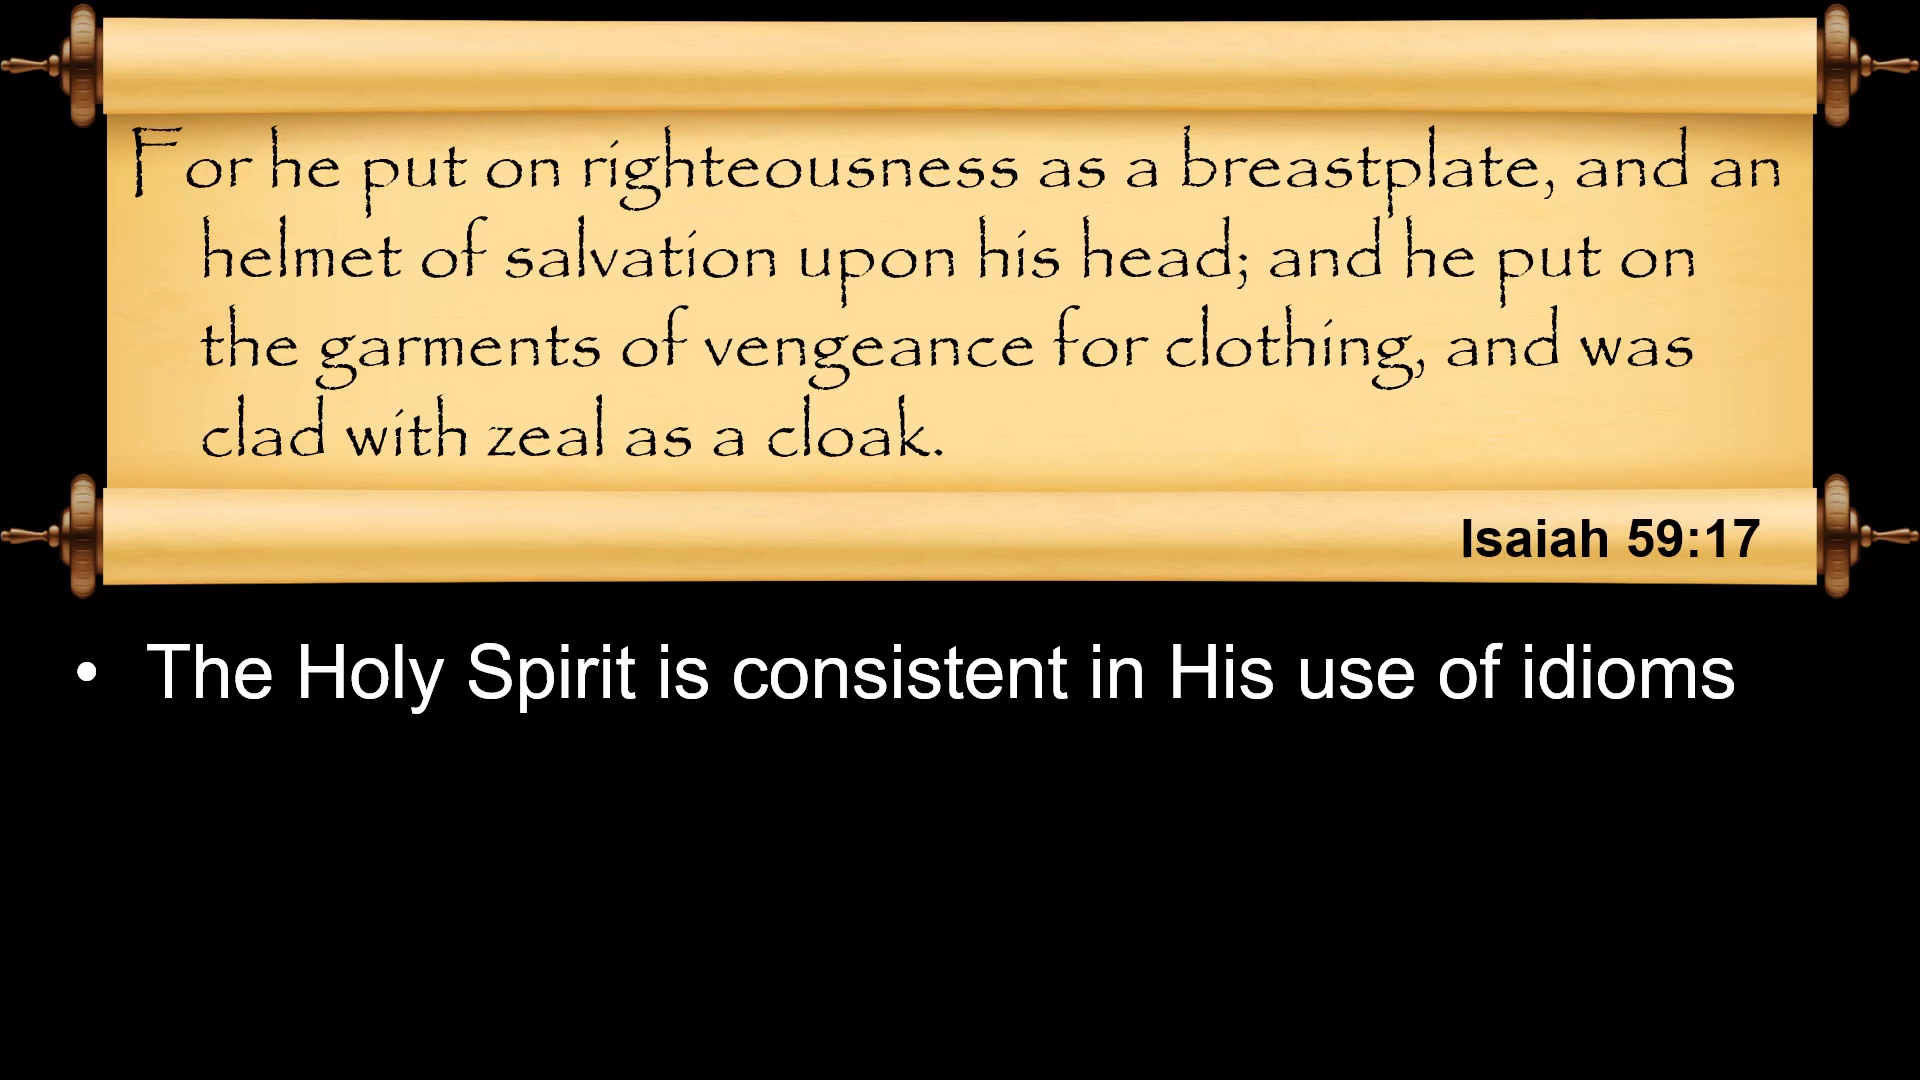 For he put on righteousness as a breastplate, and an
helmet of salvation upon his head; and he put on
the garments of vengeance for clothing, and was
clad with zeal as a cloak.
Isaiah 59:17
• The Holy Spirit is consistent in His use of idioms